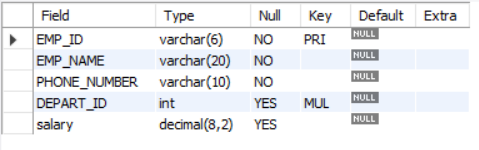 Field Type Null Key Default Extra
EMP_ID varchar(6) NO PRI NULL
EMP_NAME varchar(20) NO NULL
PHONE_NUMBER varchar(10) NO NULL
DEPART_ID int YES MUL NULL
salary decimal(8,2) YES NULL